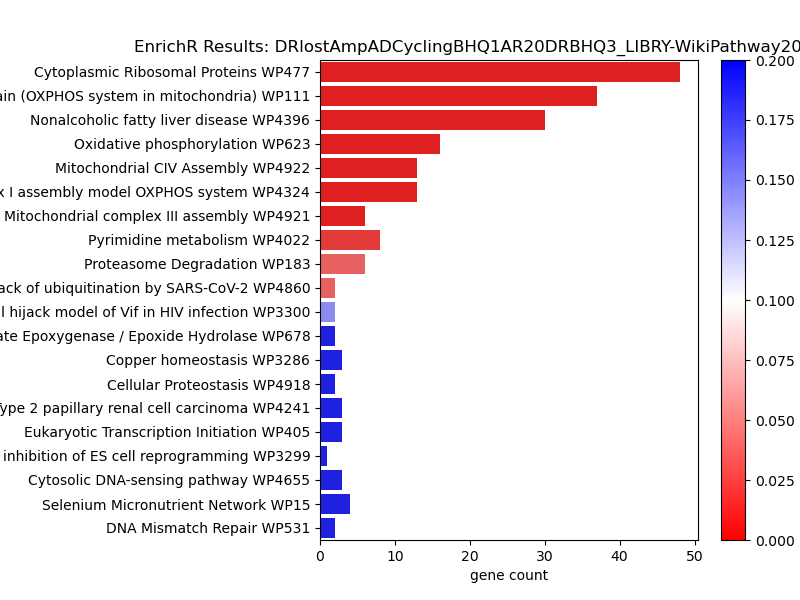 EnrichR Results: DRlostAmpADCyclingBHQ1AR20DRBHQ3_LIBRY-WikiPathway20
Cytoplasmic Ribosomal Proteins WP477
(OXPHOS system in mitochondria) WP111
Nonalcoholic fatty liver disease WP4396
Oxidative phosphorylation WP623
Mitochondrial CIV Assembly WP4922
I assembly model OXPHOS system WP4324
Mitochondrial complex III assembly WP4921
Pyrimidine metabolism WP4022
Proteasome Degradation WP183
of ubiquitination by SARS-CoV-2 WP4860
hijack model of Vif in HIV infection WP3300
Epoxygenase / Epoxide Hydrolase WP678
Copper homeostasis WP3286
Cellular Proteostasis WP4918
Type 2 papillary renal cell carcinoma WP4241
Eukaryotic Transcription Initiation WP405
inhibition of ES cell reprogramming WP3299
Cytosolic DNA-sensing pathway WP4655
Selenium Micronutrient Network WP15
DNA Mismatch Repair WP531
0 10 20 30 40 50
gene count
0.200
0.175
0.150
0.125
0.100
0.075
0.050
0.025
0.000